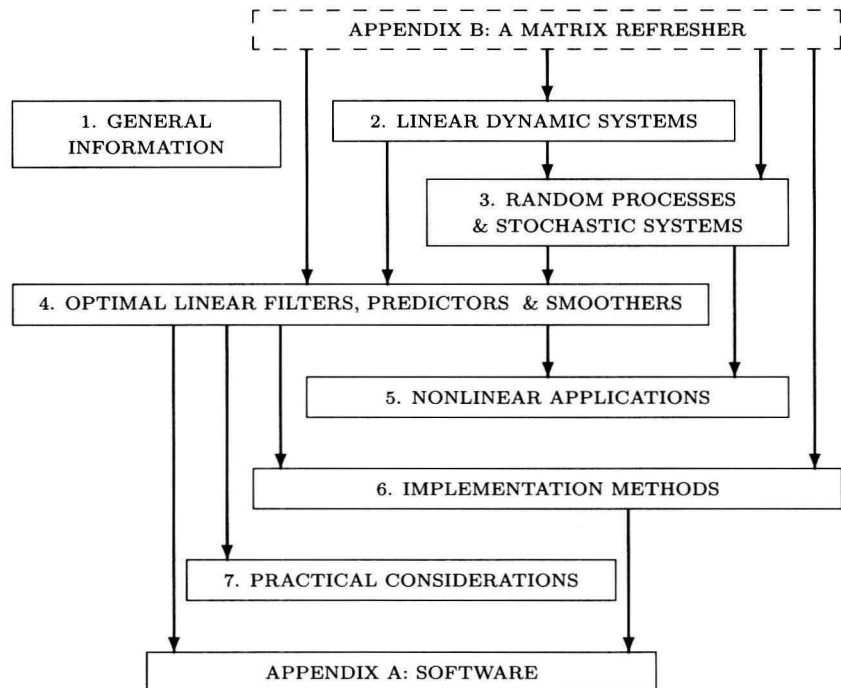 APPENDIX B: A MATRIX REFRESHER
1. GENERAL
INFORMATION
2. LINEAR DYNAMIC SYSTEMS
3. RANDOM PROCESSES
& STOCHASTIC SYSTEMS
4. OPTIMAL LINEAR FILTERS, PREDICTORS & SMOOTHERS
5. NONLINEAR APPLICATIONS
6. IMPLEMENTATION METHODS
7. PRACTICAL CONSIDERATIONS
APPENDIX A: SOFTWARE